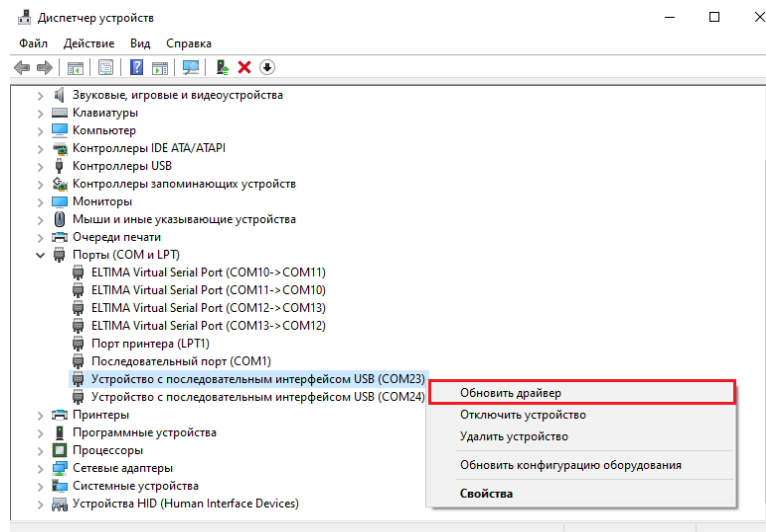 Диспетчер устройств
Файл Действие Вид Справка
Звуковые, игровые и видеоустройства
Клавиатуры
Компьютер
Контроллеры IDE ATA/ATAPI
Контроллеры USB
Контроллеры запоминающих устройств
Мониторы
Мыши и иные указывающие устройства
Очереди печати
Порты (COM и LPT)
ELTIMA Virtual Serial Port (COM10->COM11)
ELTIMA Virtual Serial Port (COM11->COM10)
ELTIMA Virtual Serial Port (COM12->COM13)
ELTIMA Virtual Serial Port (COM13->COM12)
Порт принтера (LPT1)
Последовательный порт (COM1)
Устройство с последовательным интерфейсом USB (COM23)
Устройство с последовательным интерфейсом USB (COM24)
Принтеры
Программные устройства
Процессоры
Сетевые адаптеры
Системные устройства
Устройства HID (Human Interface Devices)
Обновить драйвер
Отключить устройство
Удалить устройство
Обновить конфигурацию оборудования
Свойства